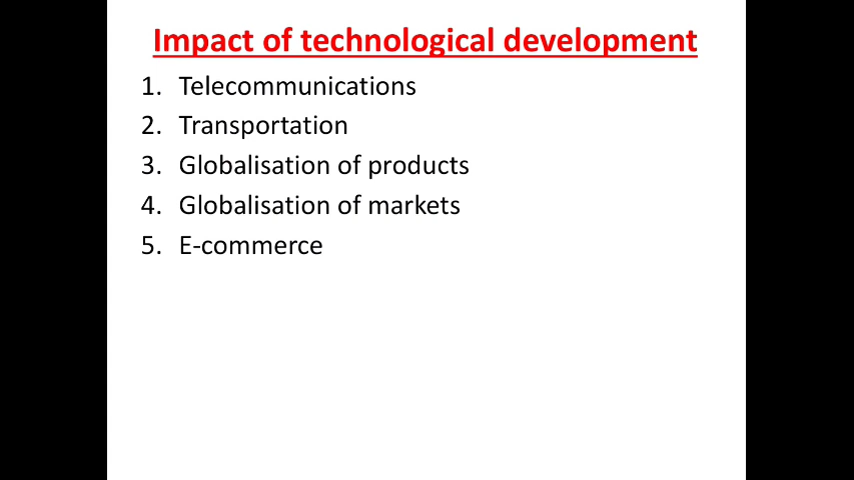 Impact of technological development
1. Telecommunications
2. Transportation
3. Globalisation of products
4. Globalisation of markets
5. E-commerce